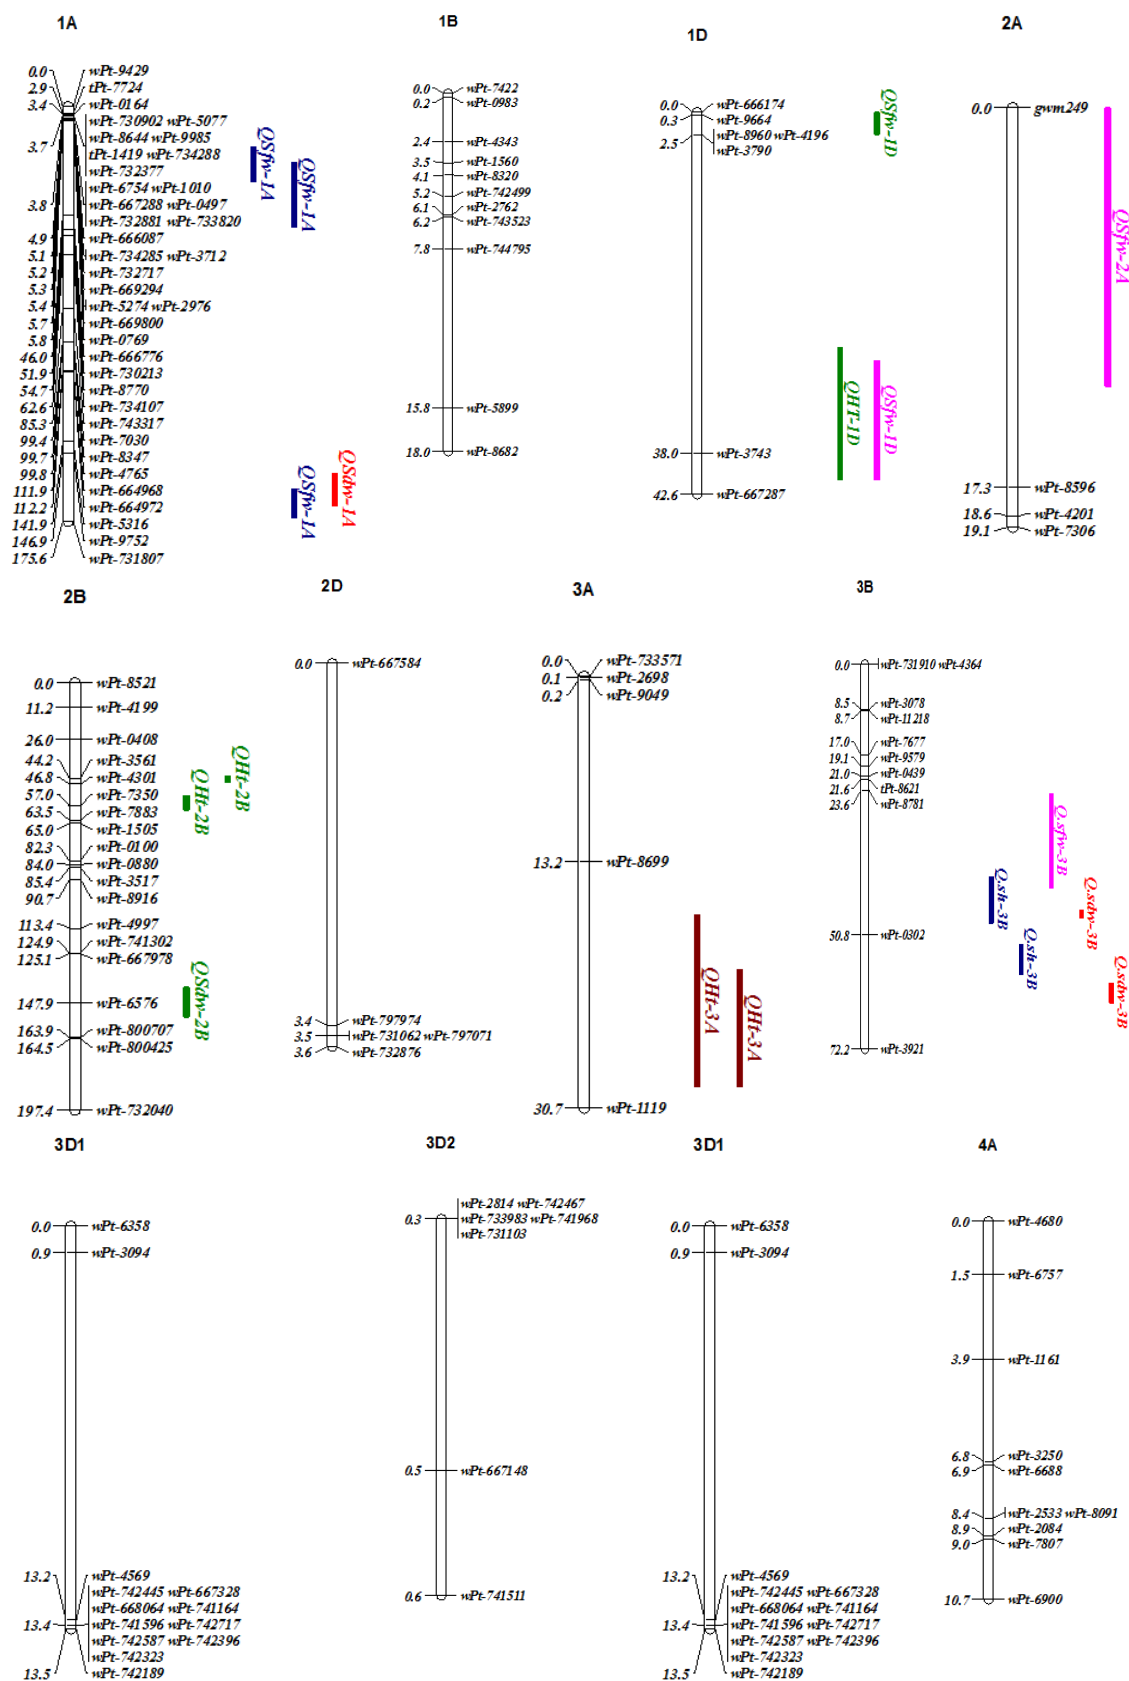 1A
0.0 wPt-9429
2.9 tPt-7724
3.4 wPt-0164
wPt-730902 wPt-5077
3.7 wPt-8644 wPt-9985
tPt-1419 wPt-734288
wPt-732377
wPt-6754 wPt-1010
3.8 wPt-667288 wPt-0497
wPt-732881 wPt-733820
4.9 wPt-666087
5.1 wPt-734285 wPt-3712
5.2 wPt-732717
5.3 wPt-669294
5.4 wPt-5274 wPt-2976
5.7 wPt-669800
5.8 wPt-0769
46.0 wPt-666776
51.9 wPt-730213
54.7 wPt-8770
62.6 wPt-734107
85.3 wPt-743317
99.4 wPt-7030
99.7 wPt-8347
99.8 wPt-4765
111.9 wPt-664968
112.2 wPt-664972
141.9 wPt-5316
146.9 wPt-9752
175.6 wPt-731807
QSfw-1A
QSfw-1A
QSfw-1A
QSdw-1A
1B
0.0 wPt-7422
0.2 wPt-0983
2.4 wPt-4343
3.5 wPt-1560
4.1 wPt-8320
5.2 wPt-742499
6.1 wPt-2762
6.2 wPt-743523
7.8 wPt-744795
15.8 wPt-5899
18.0 wPt-8682
1D
0.0 wPt-666174
0.3 wPt-9664
2.5 wPt-8960 wPt-4196
wPt-3790
38.0 wPt-3743
42.6 wPt-667287
QSfw-1D
QHT-1D
QSfw-1D
2A
0.0 gwm249
17.3 wPt-8596
18.6 wPt-4201
19.1 wPt-7306
QSfw-2A
2B
0.0 wPt-8521
11.2 wPt-4199
26.0 wPt-0408
44.2 wPt-3561
46.8 wPt-4301
57.0 wPt-7350
63.5 wPt-7883
65.0 wPt-1505
82.3 wPt-0100
84.0 wPt-0880
85.4 wPt-3517
90.7 wPt-8916
113.4 wPt-4997
124.9 wPt-741302
125.1 wPt-667978
147.9 wPt-6576
163.9 wPt-800707
164.5 wPt-800425
197.4 wPt-732040
QHt-2B
QHt-2B
QSdw-2B
2D
0.0 wPt-667584
3.4 wPt-797974
3.5 wPt-731062 wPt-797071
3.6 wPt-732876
3A
0.0 wPt-733571
0.1 wPt-2698
0.2 wPt-9049
13.2 wPt-8699
30.7 wPt-1119
QHt-3A
QHt-3A
3B
0.0 wPt-731910 wPt-4364
8.5 wPt-3078
8.7 wPt-11218
17.0 wPt-7677
19.1 wPt-9579
21.0 wPt-0439
21.6 tPt-8621
23.6 wPt-8781
50.8 wPt-0302
72.2 wPt-3921
Q.sh-3B
Q.sh-3B
Q.sfw-3B
Q.sdw-3B
Q.sdw-3B
3D1
0.0 wPt-6358
0.9 wPt-3094
13.2 wPt-4569
wPt-742445 wPt-667328
wPt-668064 wPt-741164
13.4 wPt-741596 wPt-742717
wPt-742587 wPt-742396
wPt-742323
13.5 wPt-742189
3D2
wPt-2814 wPt-742467
0.3 wPt-733983 wPt-741968
wPt-731103
0.5 wPt-667148
0.6 wPt-741511
3D1
0.0 wPt-6358
0.9 wPt-3094
13.2 wPt-4569
wPt-742445 wPt-667328
wPt-668064 wPt-741164
13.4 wPt-741596 wPt-742717
wPt-742587 wPt-742396
wPt-742323
13.5 wPt-742189
4A
0.0 wPt-4680
1.5 wPt-6757
3.9 wPt-1161
6.8 wPt-3250
6.9 wPt-6688
8.4 wPt-2533 wPt-8091
8.9 wPt-2084
9.0 wPt-7807
10.7 wPt-6900